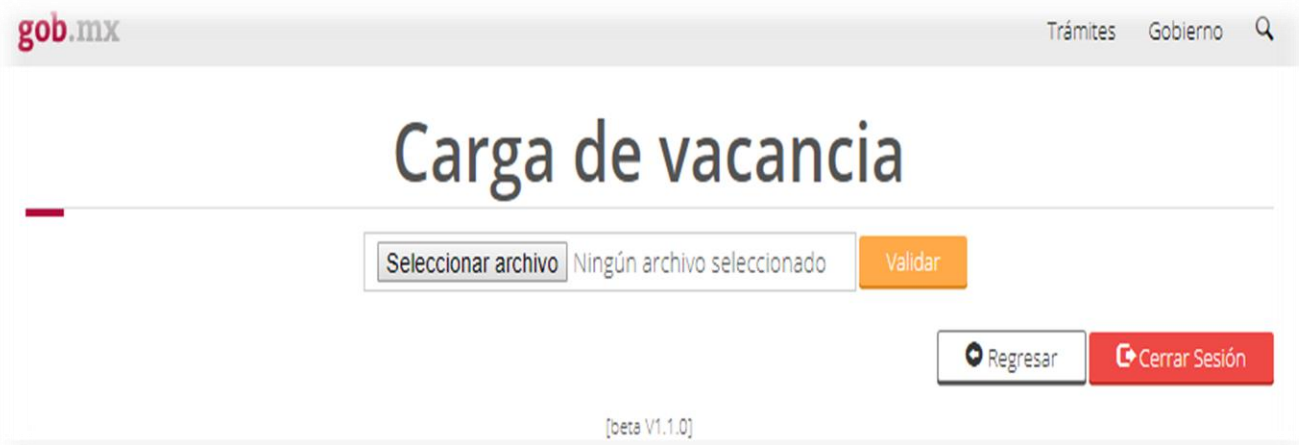 gob.mx Trámites Gobierno
Carga de vacancia
Seleccionar archivo Ningún archivo seleccionado Validar
Regresar Cerrar Sesión
[beta V1.1.0]